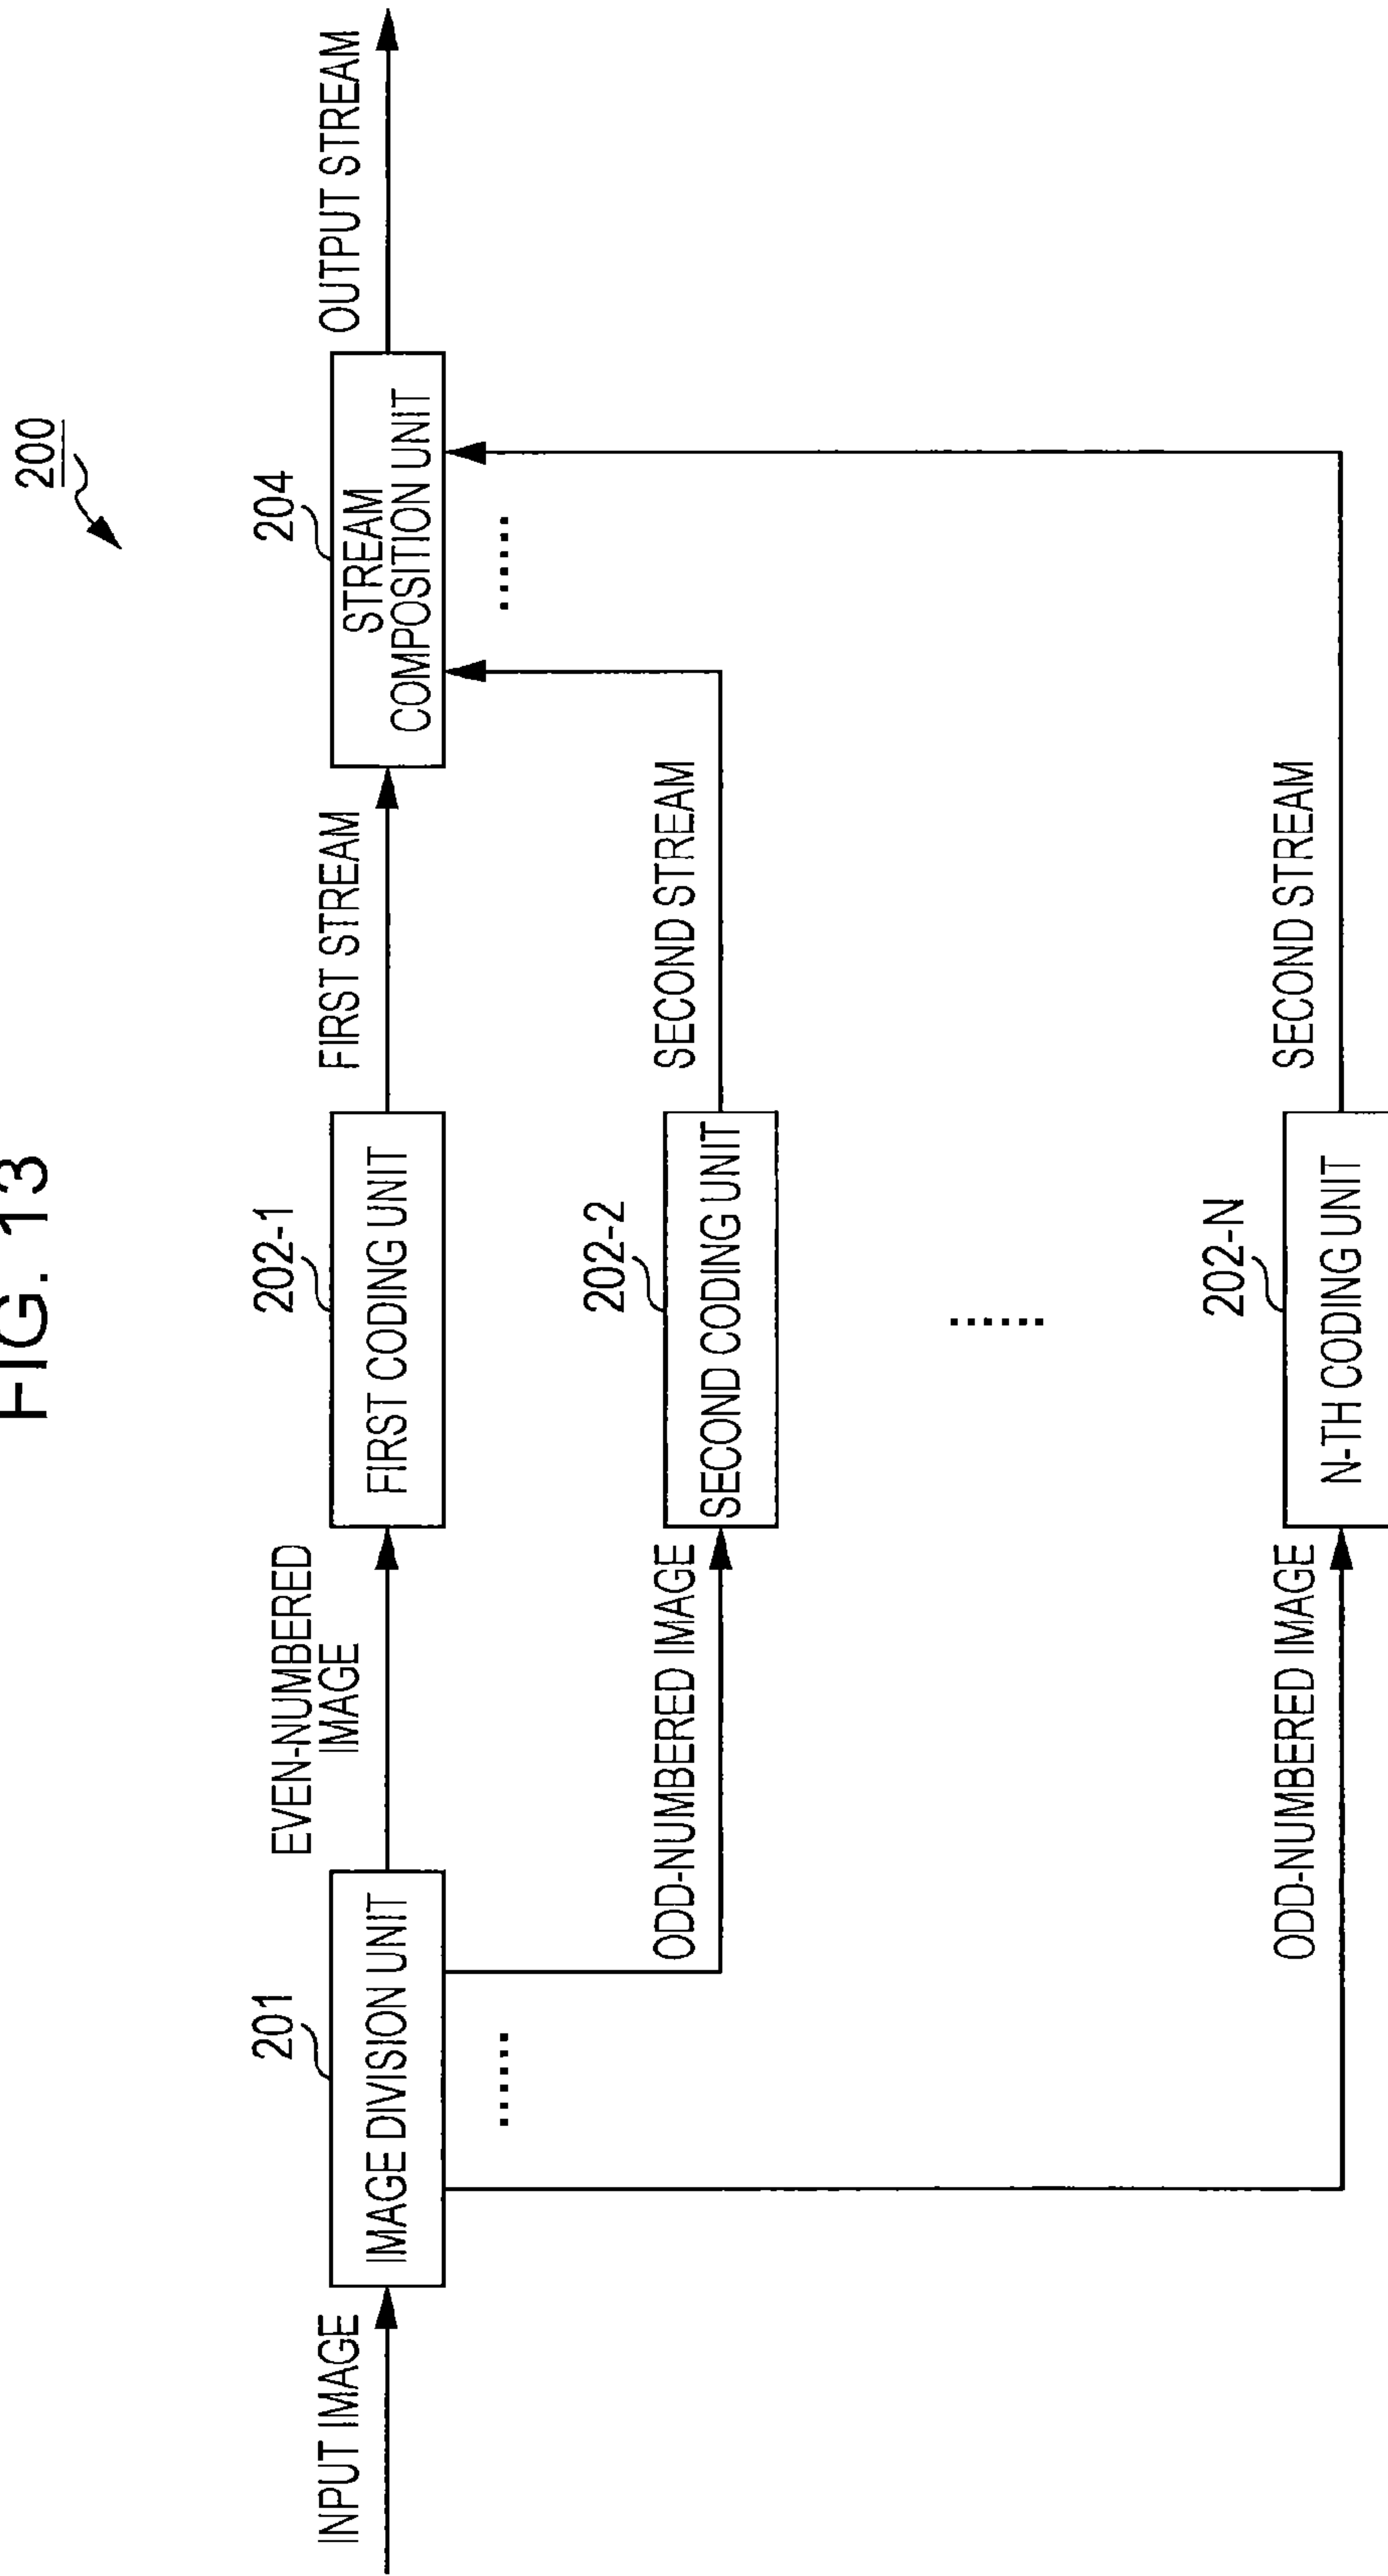 FIG. 13
200
INPUT IMAGE
201
IMAGE DIVISION UNIT
......
EVEN-NUMBERED
IMAGE
202-1
FIRST CODING UNIT
FIRST STREAM
204
STREAM
COMPOSITION UNIT
......
OUTPUT STREAM
ODD-NUMBERED IMAGE
202-2
SECOND CODING UNIT
SECOND STREAM
......
ODD-NUMBERED IMAGE
202-N
N-TH CODING UNIT
SECOND STREAM